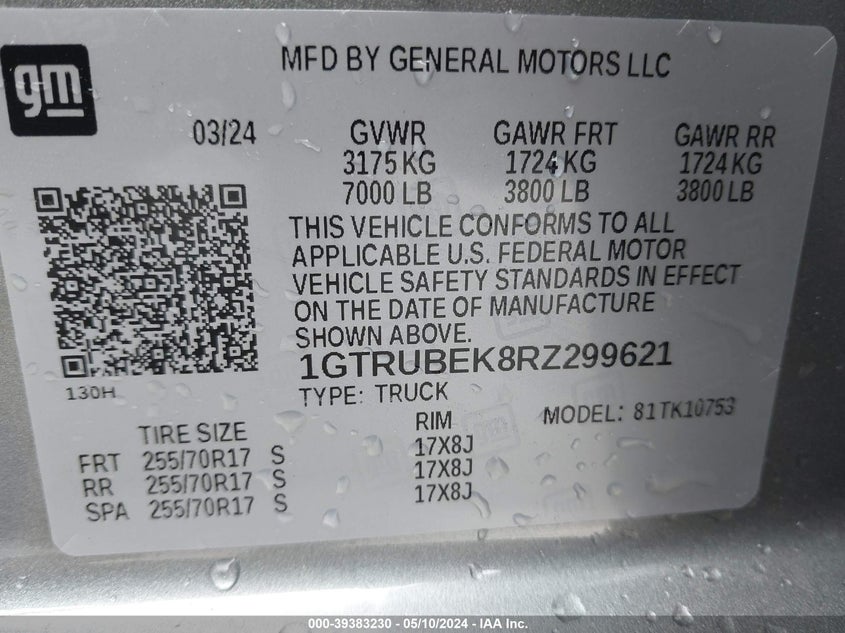 gm
MFD BY GENERAL MOTORS LLC
03/24 GVWR GAWR FRT GAWR RR
3175 KG 1724 KG 1724 KG
7000 LB 3800 LB 3800 LB
THIS VEHICLE CONFORMS TO ALL
APPLICABLE U.S. FEDERAL MOTOR
VEHICLE SAFETY STANDARDS IN EFFECT
ON THE DATE OF MANUFACTURE
SHOWN ABOVE.
1GTRUBEK8RZ299621
130H
TYPE: TRUCK
MODEL: 81TK10753
TIRE SIZE RIM
FRT 255/70R17 S 17X8J
RR 255/70R17 S 17X8J
SPA 255/70R17 S 17X8J
000-39383230 - 05/10/2024 - IAA Inc.